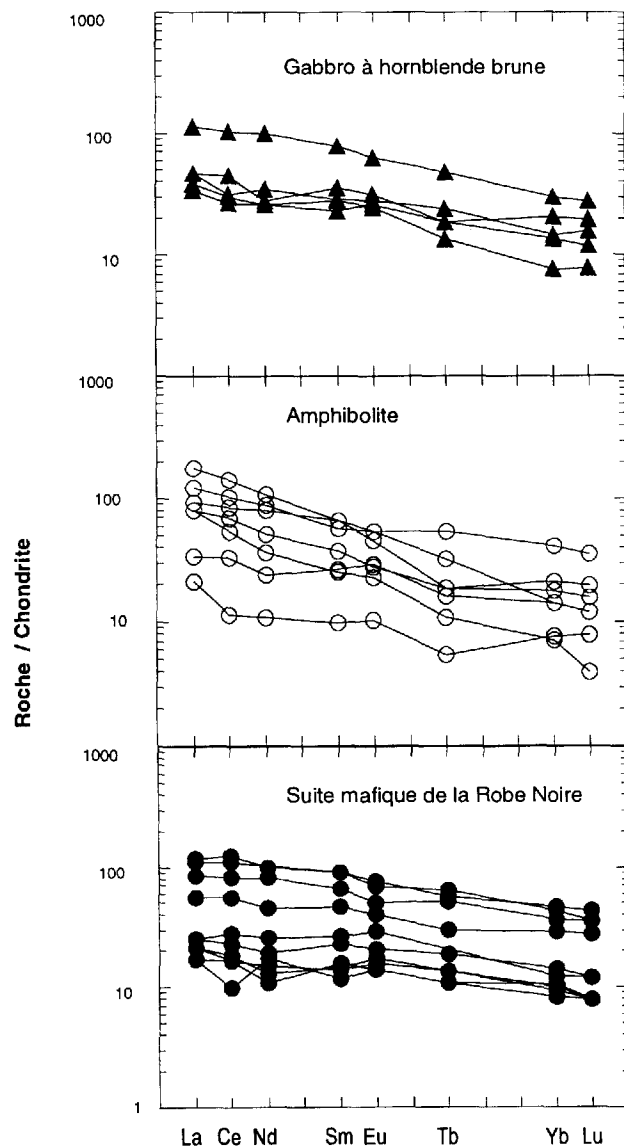 1000
Gabbro à hornblende brune
100
10
1000
Amphibolite
100
10
Roche / Chondrite
1000
Suite mafique de la Robe Noire
100
10
1
La Ce Nd Sm Eu Tb Yb Lu